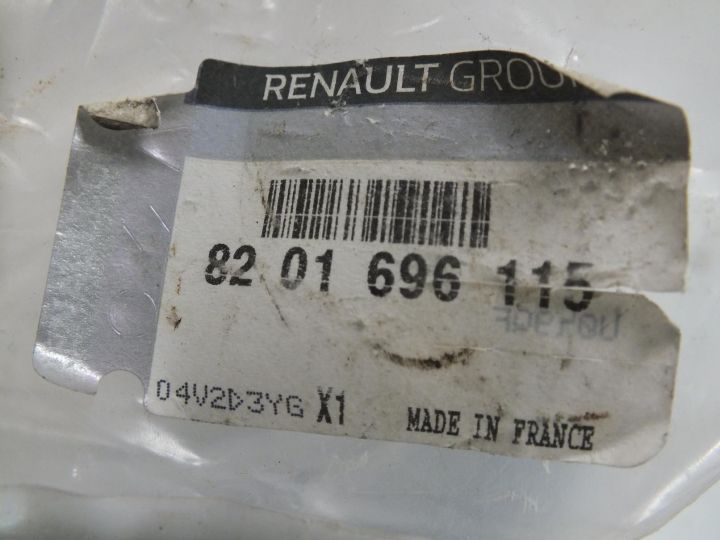 RENAULT GROU
82 01 696 115
04V2D3YG X1
MADE IN FRANCE